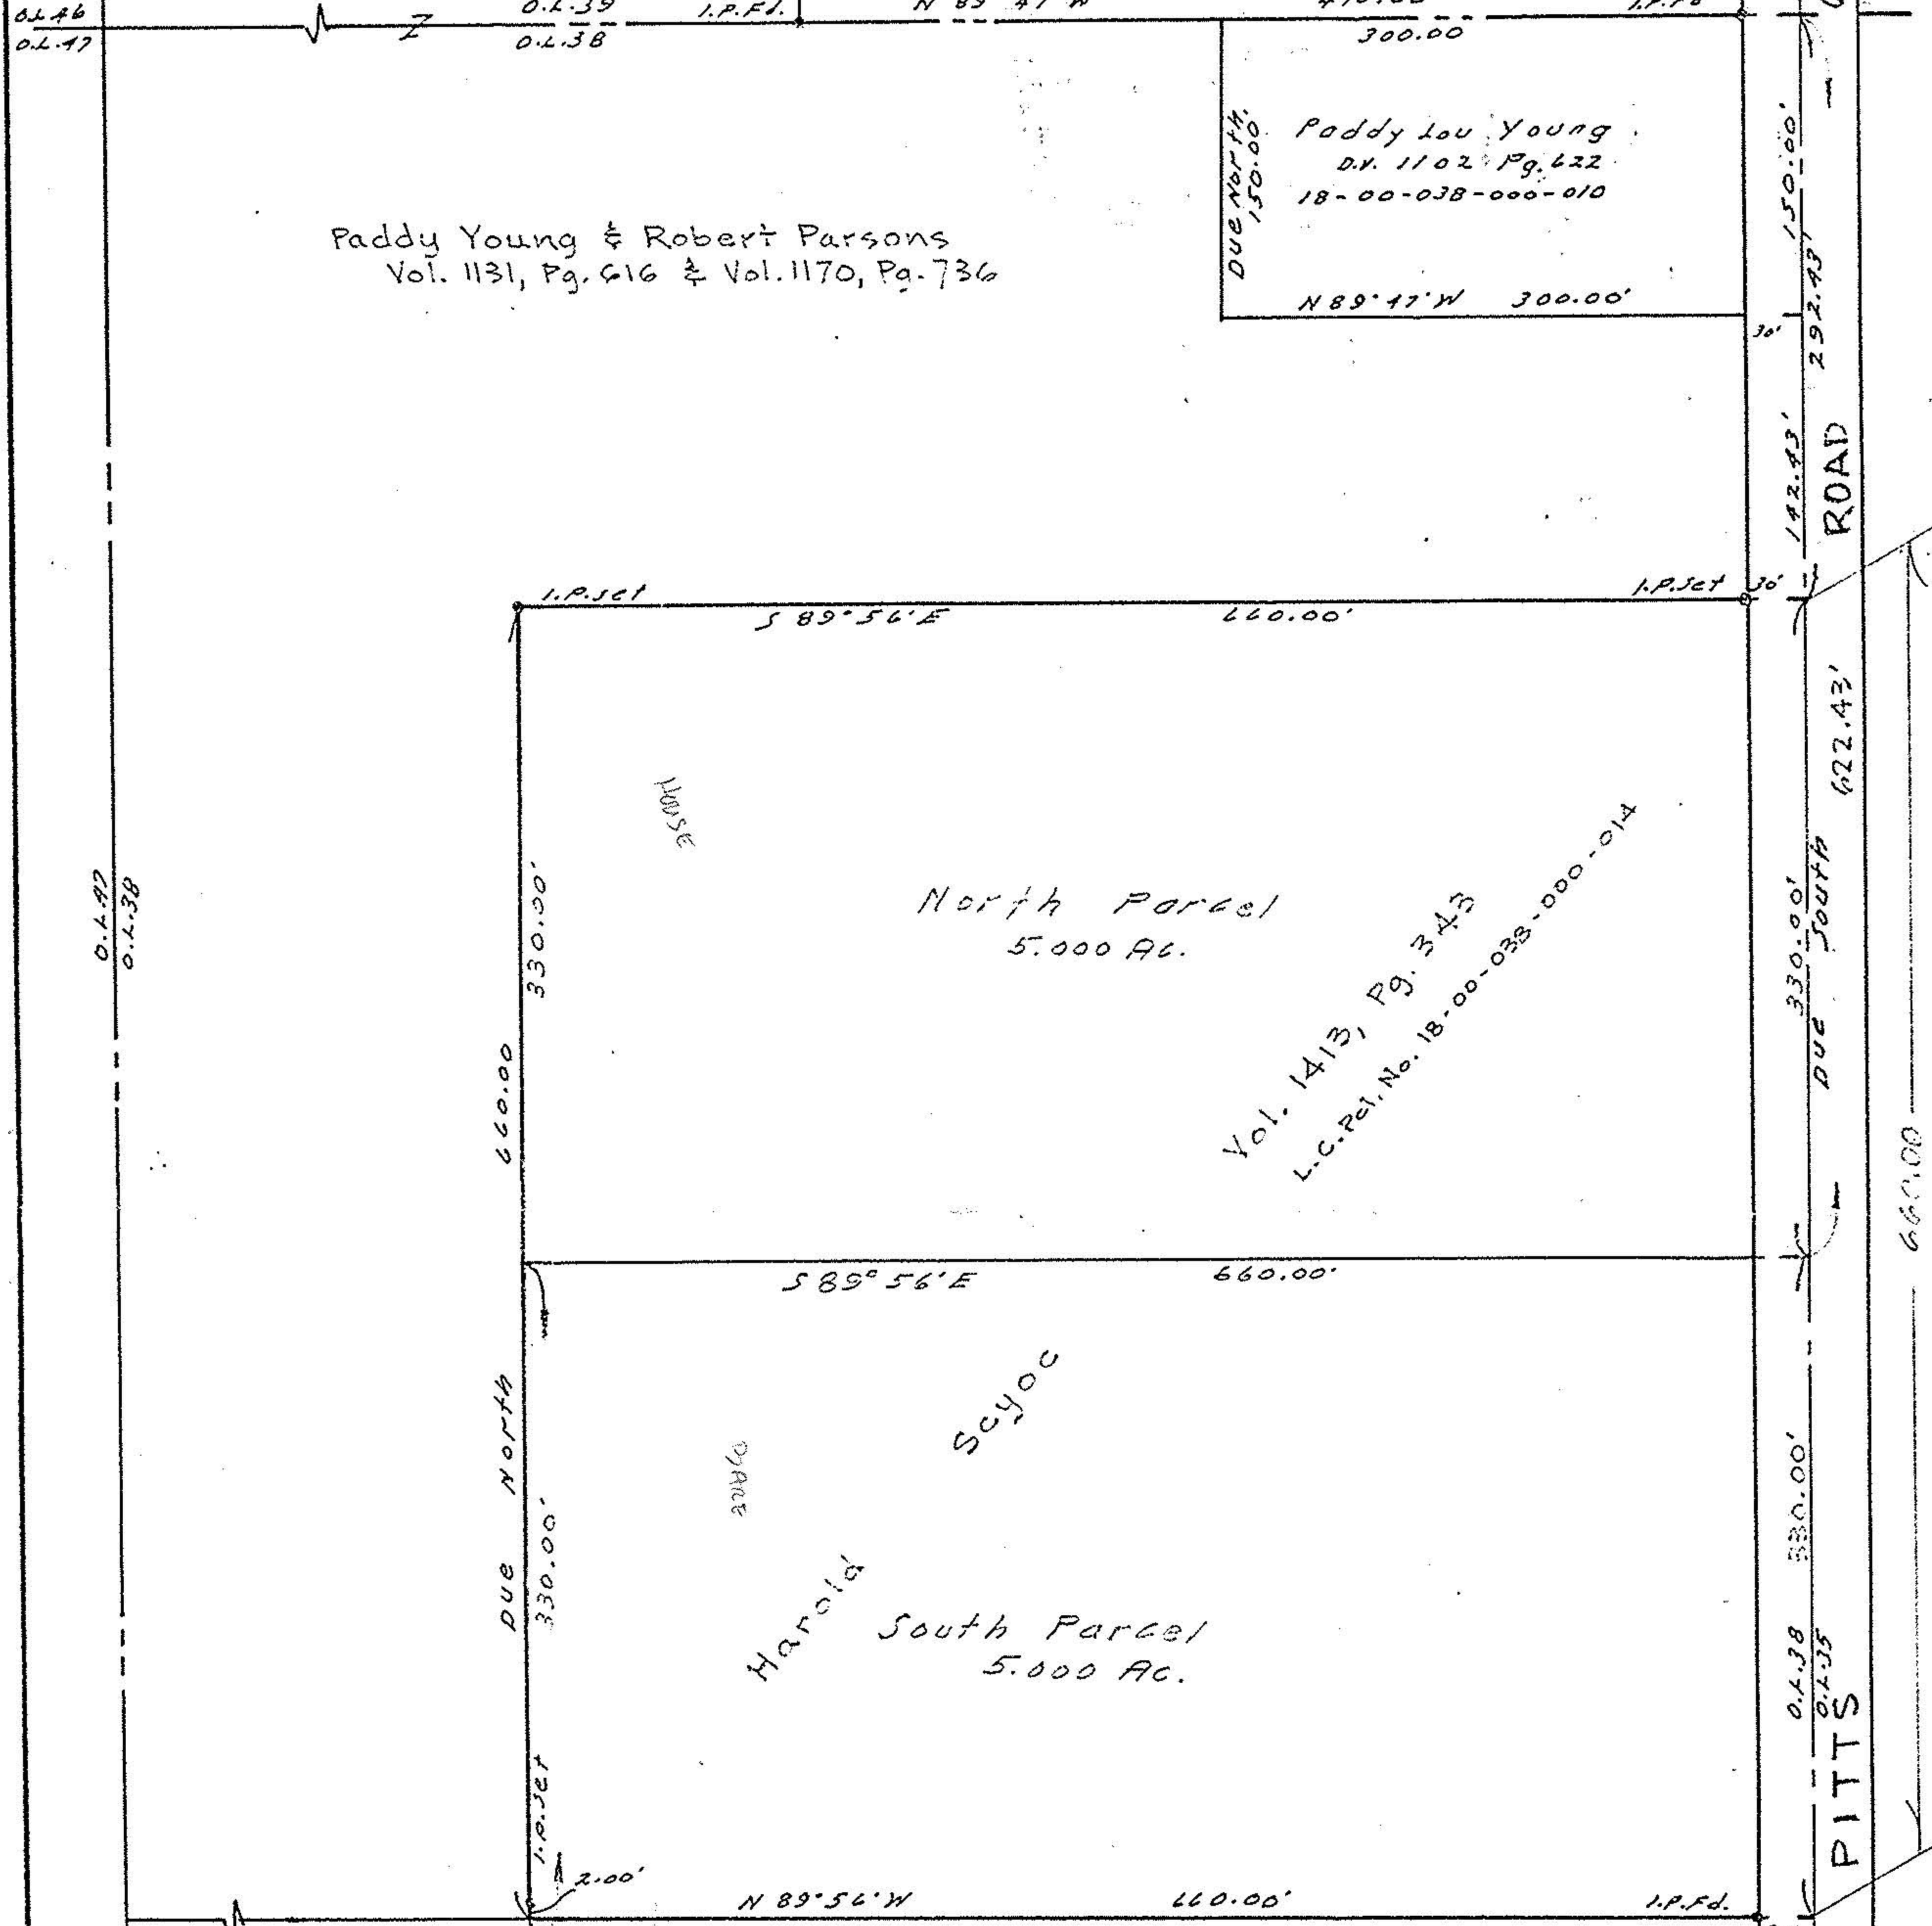 O.L.46
O.L.47
O.L.39
O.L.38
I.P.Fd.
N 89° 47' W
I.P.Fd
300.00
DUE NORTH
150.00'
Paddy Lou Young
D.V. 1102 Pg. 622
18-00-038-000-010
N 89°47' W 300.00'
Paddy Young & Robert Parsons
Vol. 1131, Pg. 616 & Vol. 1170, Pg. 736
150.00'
292.43'
30'
142.43'
ROAD
I.P.set
S 89°56' E 660.00'
I.P.set
30'
622.43'
HOUSE
330.00'
660.00
North Parcel
5.000 Ac.
Vol. 1413, Pg. 343
L.C. Pcl. No. 18-00-038-000-014
330.00'
DUE South
660.00
O.L.47
O.L.38
S 89° 56' E 660.00'
Harold Scyoc
DUE North
330.00'
South Parcel
5.000 Ac.
330.00'
O.L.38
O.L.35
PITTS
I.P.set
2.00'
N 89°56' W 660.00'
I.P.Fd.